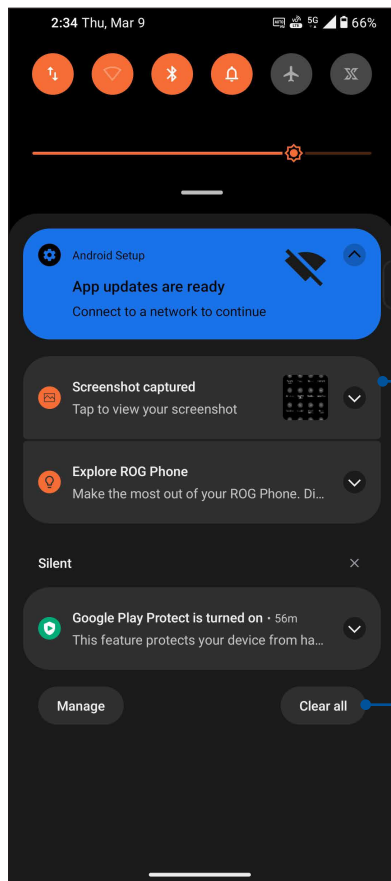 2:34 Thu, Mar 9
5G
66%
Android Setup
App updates are ready
Connect to a network to continue
Screenshot captured
Tap to view your screenshot
Explore ROG Phone
Make the most out of your ROG Phone. Di...
Silent
Google Play Protect is turned on • 56m
This feature protects your device from ha...
Manage
Clear all